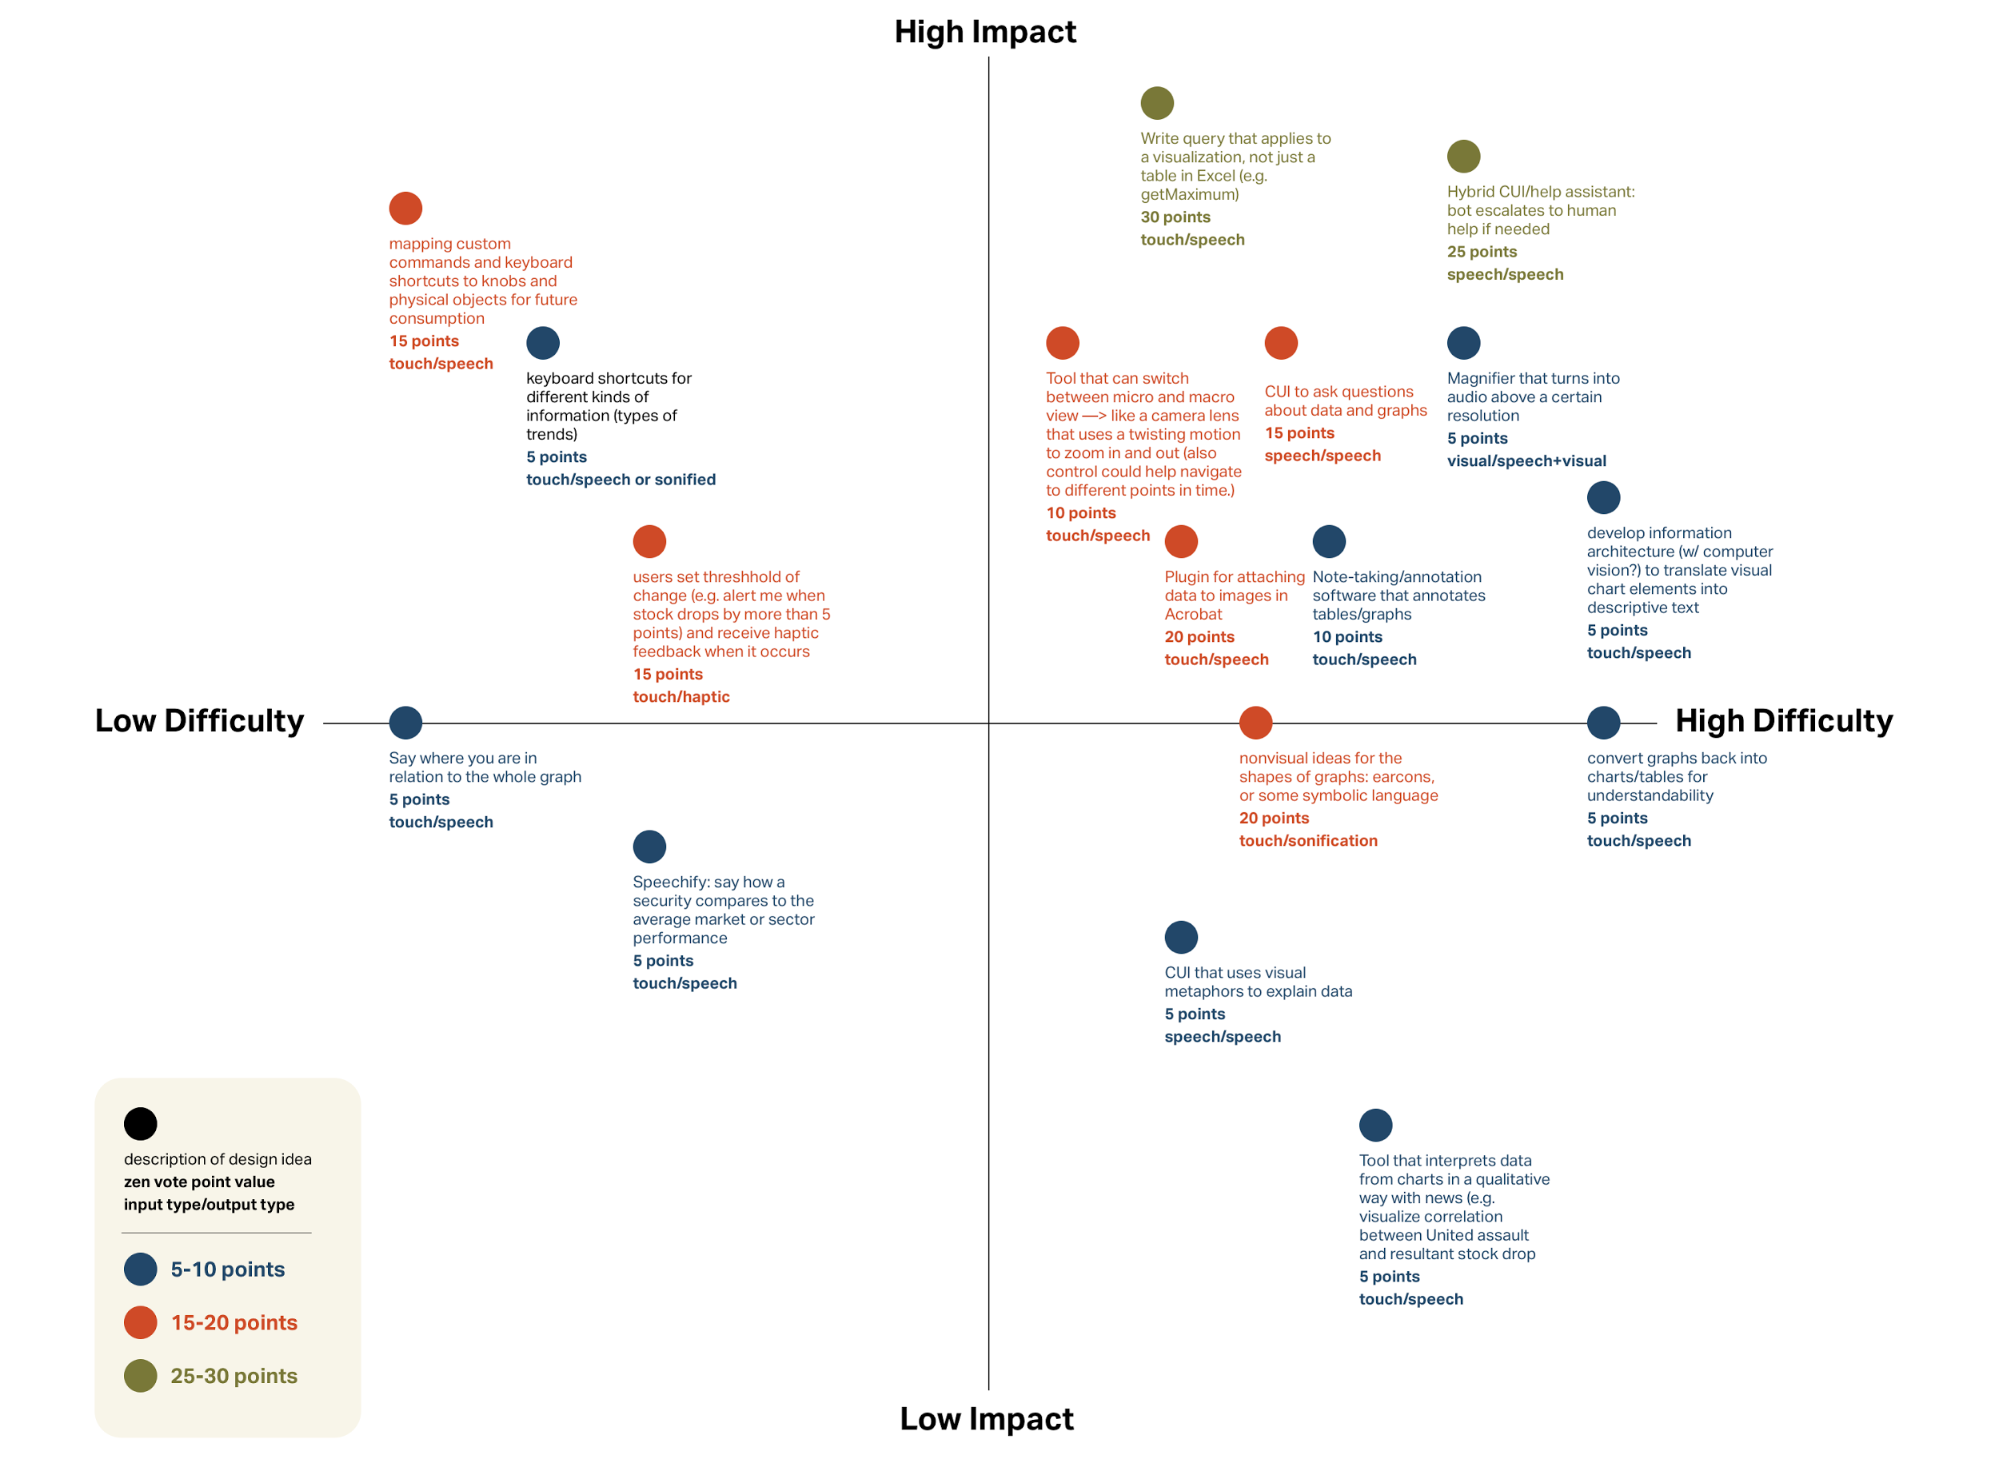 High Impact
Write query that applies to
a visualization, not just a
table in Excel (e.g.
getMaximum)
30 points
touch/speech
Hybrid CUI/help assistant:
bot escalates to human
help if needed
25 points
speech/speech
mapping custom
commands and keyboard
shortcuts to knobs and
physical objects for future
consumption
15 points
touch/speech
keyboard shortcuts for
different kinds of
information (types of
trends)
5 points
touch/speech or sonified
Tool that can switch
between micro and macro
view —> like a camera lens
that uses a twisting motion
to zoom in and out (also
control could help navigate
to different points in time.)
10 points
touch/speech
CUI to ask questions
about data and graphs
15 points
speech/speech
Magnifier that turns into
audio above a certain
resolution
5 points
visual/speech+visual
users set threshhold of
change (e.g. alert me when
stock drops by more than 5
points) and receive haptic
feedback when it occurs
15 points
touch/haptic
Plugin for attaching
data to images in
Acrobat
20 points
touch/speech
Note-taking/annotation
software that annotates
tables/graphs
10 points
touch/speech
develop information
architecture (w/ computer
vision?) to translate visual
chart elements into
descriptive text
5 points
touch/speech
Low Difficulty
High Difficulty
Say where you are in
relation to the whole graph
5 points
touch/speech
nonvisual ideas for the
shapes of graphs: earcons,
or some symbolic language
20 points
touch/sonification
convert graphs back into
charts/tables for
understandability
5 points
touch/speech
Speechify: say how a
security compares to the
average market or sector
performance
5 points
touch/speech
CUI that uses visual
metaphors to explain data
5 points
speech/speech
Tool that interprets data
from charts in a qualitative
way with news (e.g.
visualize correlation
between United assault
and resultant stock drop
5 points
touch/speech
description of design idea
zen vote point value
input type/output type
5-10 points
15-20 points
25-30 points
Low Impact